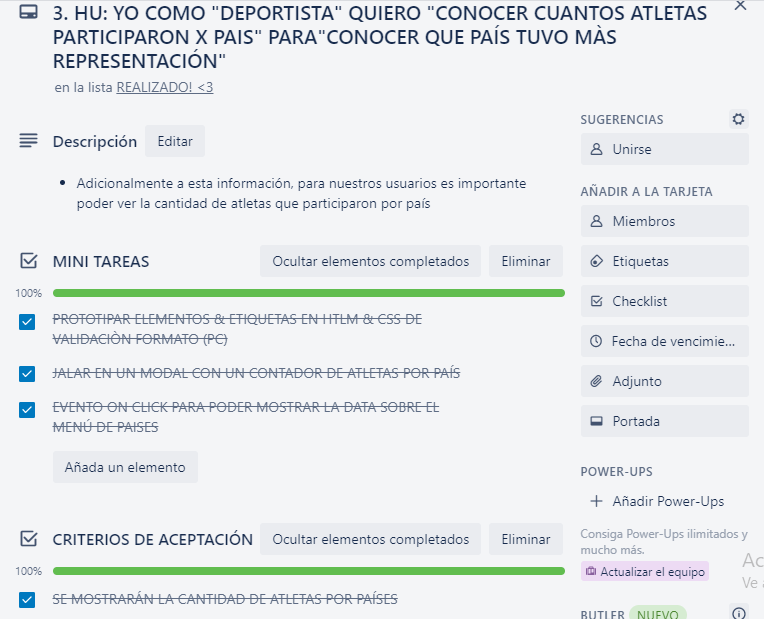 3. HU: YO COMO "DEPORTISTA" QUIERO "CONOCER CUANTOS ATLETAS
PARTICIPARON X PAIS" PARA"CONOCER QUE PAÍS TUVO MÀS
REPRESENTACIÓN"
en la lista REALIZADO! <3
Descripción
Editar
Adicionalmente a esta información, para nuestros usuarios es importante
poder ver la cantidad de atletas que participaron por país
MINI TAREAS
Ocultar elementos completados
Eliminar
100%
PROTOTIPAR ELEMENTOS & ETIQUETAS EN HTLM & CSS DE
VALIDACIÒN FORMATO (PC)
JALAR EN UN MODAL CON UN CONTADOR DE ATLETAS POR PAÍS
EVENTO ON CLICK PARA PODER MOSTRAR LA DATA SOBRE EL
MENÚ DE PAISES
Añada un elemento
CRITERIOS DE ACEPTACIÓN
Ocultar elementos completados
Eliminar
100%
SE MOSTRARÁN LA CANTIDAD DE ATLETAS POR PAÍSES
SUGERENCIAS
Unirse
AÑADIR A LA TARJETA
Miembros
Etiquetas
Checklist
Fecha de vencimie...
Adjunto
Portada
POWER-UPS
+ Añadir Power-Ups
Consiga Power-Ups ilimitados y
mucho más.
Actualizar el equipo
Ac
Ve a
BUTLER NUEVO